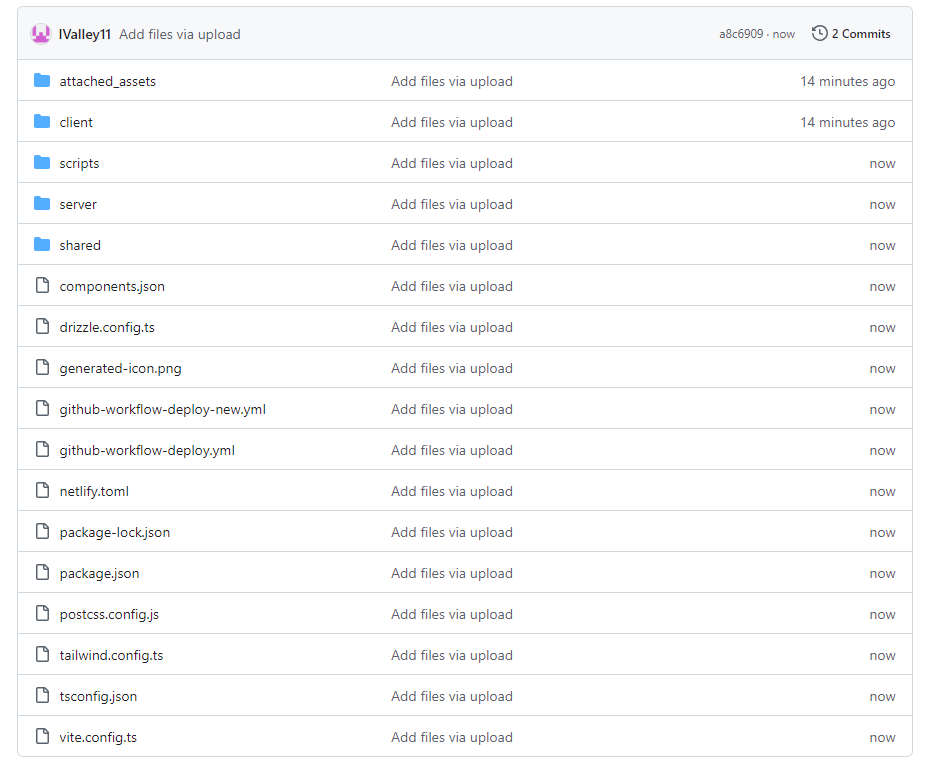 IValley11 Add files via upload a8c6909 · now 2 Commits
attached_assets Add files via upload 14 minutes ago
client Add files via upload 14 minutes ago
scripts Add files via upload now
server Add files via upload now
shared Add files via upload now
components.json Add files via upload now
drizzle.config.ts Add files via upload now
generated-icon.png Add files via upload now
github-workflow-deploy-new.yml Add files via upload now
github-workflow-deploy.yml Add files via upload now
netlify.toml Add files via upload now
package-lock.json Add files via upload now
package.json Add files via upload now
postcss.config.js Add files via upload now
tailwind.config.ts Add files via upload now
tsconfig.json Add files via upload now
vite.config.ts Add files via upload now